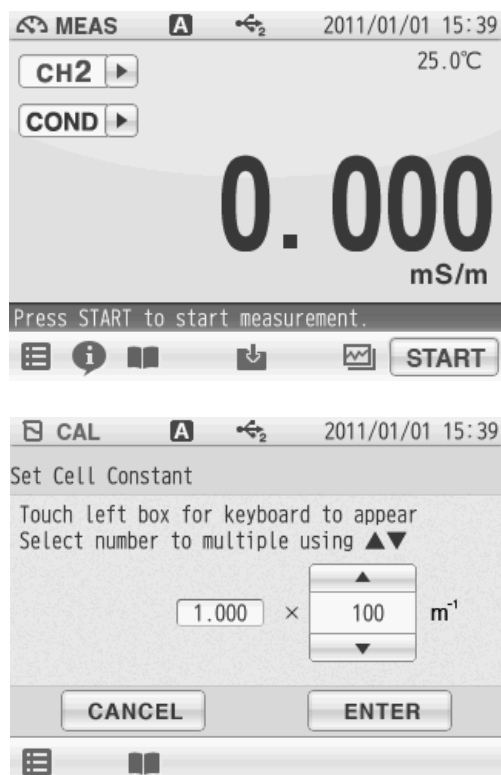 MEAS A 2 2011/01/01 15:39
25.0℃
CH2
COND
0.000
mS/m
Press START to start measurement.
i START
CAL A 2 2011/01/01 15:39
Set Cell Constant
Touch left box for keyboard to appear
Select number to multiple using ▲▼
1.000 × 100 m⁻¹
CANCEL ENTER